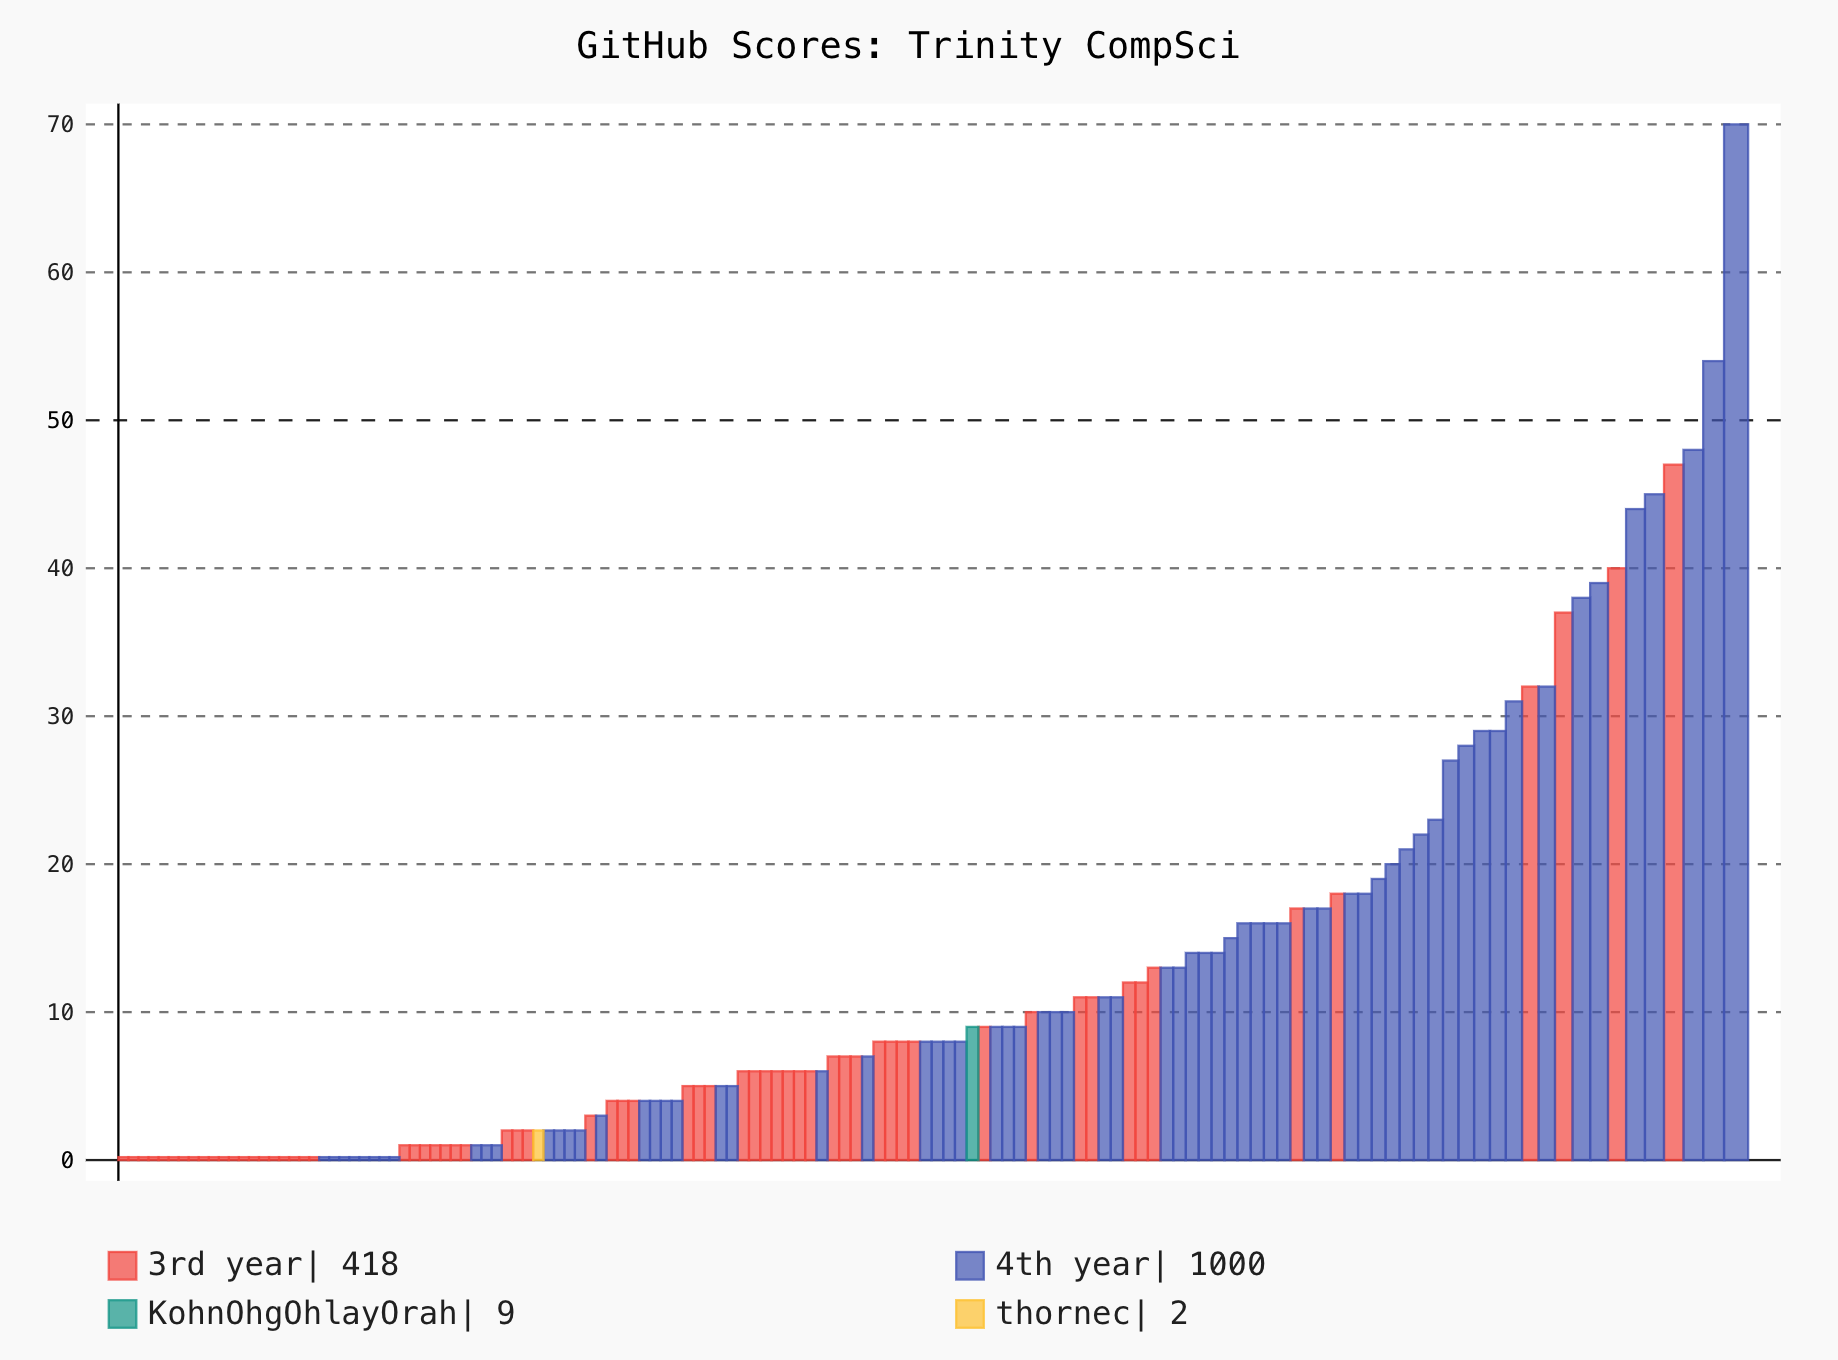 GitHub Scores: Trinity CompSci
70
60
50
40
30
20
10
0
3rd year| 418
4th year| 1000
KohnOhgOhlayOrah| 9
thornec| 2